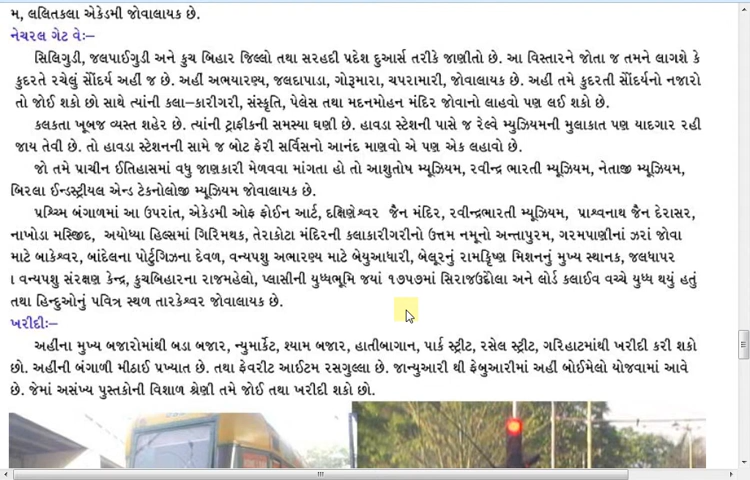 મ, લલિતકલા એકેડમી જોવાલાયક છે.
નેચરલ ગેટ વેઃ–
સિલિગુડી, જલપાઈગુડી અને કુચ બિહાર જિલ્લો તથા સરહદી પ્રદેશ દુઆર્સ તરીકે જાણીતો છે. આ વિસ્તારને જોતા જ તમને લાગશે કે
કુદરતે રચેલું સૌંદર્ય અહીં જ છે. અહીં અભયારણ્ય, જલદાપાડા, ગોરૂમારા, ચપરામારી, જોવાલાયક છે. અહીં તમે કુદરતી સૌંદર્યનો નજારો
તો જોઈ શકો છો સાથે ત્યાંની કલા–કારીગરી, સંસ્કૃતિ, પેલેસ તથા મદનમોહન મંદિર જોવાનો લાહવો પણ લઈ શકો છે.
કલકતા ખૂબજ વ્યસ્ત શહેર છે. ત્યાંની ટ્રાફીકની સમસ્યા ઘણી છે. હાવડા સ્ટેશનની પાસે જ રેલ્વે મ્યુઝિયમની મુલાકાત પણ યાદગાર રહી
જાય તેવી છે. તો હાવડા સ્ટેશનની સામે જ બોટ ફેરી સર્વિસનો આનંદ માણવો એ પણ એક લહાવો છે.
જો તમે પ્રાચીન ઈતિહાસમાં વધુ જાણકારી મેળવવા માંગતા હો તો આશુતોષ મ્યૂઝિયમ, રવીન્દ્ર ભારતી મ્યૂઝિયમ, નેતાજી મ્યૂઝિયમ,
બિરલા ઈન્ડસ્ટ્રીયલ એન્ડ ટેકનોલોજી મ્યૂઝિયમ જોવાલાયક છે.
પશ્ચિમ બંગાળમાં આ ઉપરાંત, એકેડમી ઓફ ફોઈન આર્ટ, દક્ષિણેશ્વર જૈન મંદિર, રવીન્દ્રભારતી મ્યૂઝિયમ, પાશ્વનાથ જૈન દેરાસર,
નાખોડા મસ્જિદ, અયોધ્યા હિલ્સમાં ગિરિમથક, તેરાકોટા મંદિરની કલાકારીગરીનો ઉત્તમ નમૂનો અન્તાપુરમ, ગરમપાણીનાં ઝરાં જોવા
માટે બાકેશ્વર, બાંદેલના પોર્ટુગિઝના દેવળ, વન્યપશુ અભારણ્ય માટે બેથુઆધારી, બેલૂરનું રામક્રિષ્ણ મિશનનું મુખ્ય સ્થાનક, જલધાપર
ા વન્યપશુ સંરક્ષણ કેન્દ્ર, કુચબિહારના રાજમહેલો, પ્લાસીની યુધ્ધભૂમિ જયાં ૧૭૫૭માં સિરાજઉદ્દૌલા અને લોર્ડ કલાઈવ વચ્ચે યુધ્ધ થયું હતું
તથા હિન્દુઓનું પવિત્ર સ્થળ તારકેશ્વર જોવાલાયક છે.
ખરીદીઃ–
અહીંના મુખ્ય બજારોમાંથી બડા બજાર, ન્યુમાર્કેટ, શ્યામ બજાર, હાતીબાગાન, પાર્ક સ્ટ્રીટ, રસેલ સ્ટ્રીટ, ગરિહાટમાંથી ખરીદી કરી શકો
છો. અહીંની બંગાળી મીઠાઈ પ્રખ્યાત છે. તથા ફેવરીટ આઈટમ રસગુલ્લા છે. જાન્યુઆરી થી ફેબુઆરીમાં અહીં બોઈમેલો યોજવામાં આવે
છે. જેમાં અસંખ્ય પુસ્તકોની વિશાળ શ્રેણી તમે જોઈ તથા ખરીદી શકો છો.